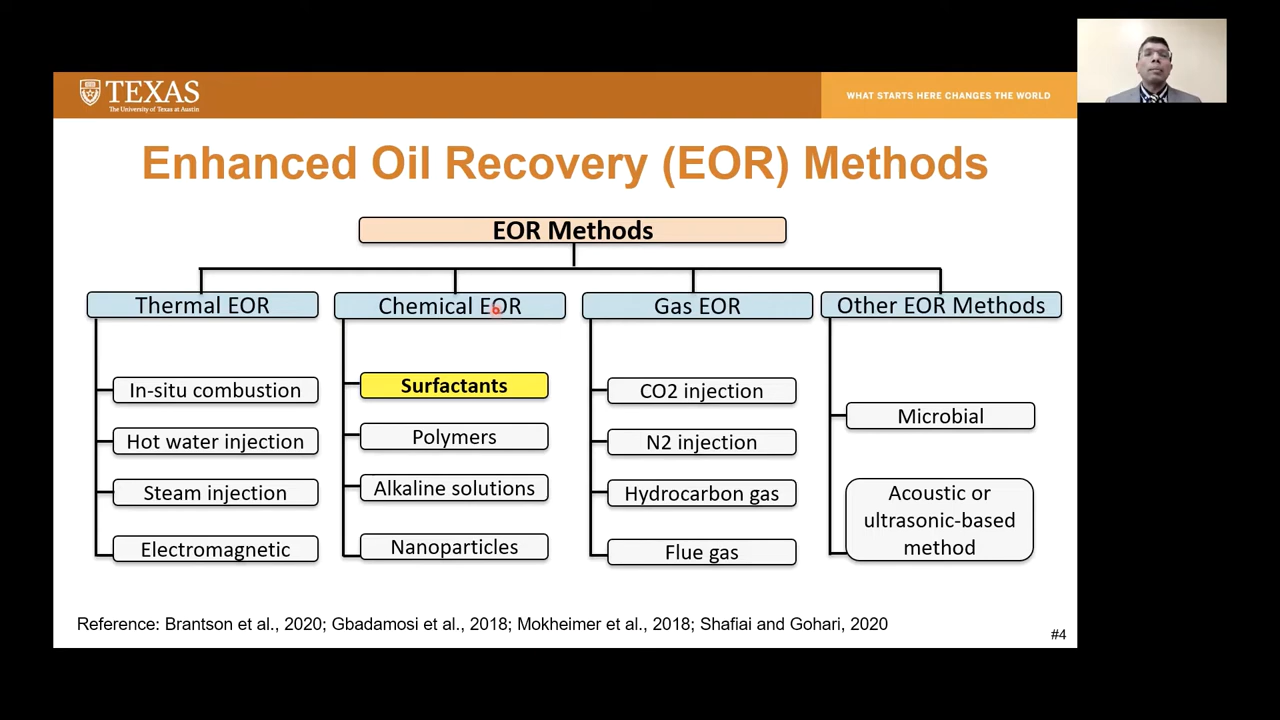 TEXAS
The University of Texas at Austin
WHAT STARTS HERE CHANGES THE WORLD
Enhanced Oil Recovery (EOR) Methods
EOR Methods
Thermal EOR
In-situ combustion
Hot water injection
Steam injection
Electromagnetic
Chemical EOR
Surfactants
Polymers
Alkaline solutions
Nanoparticles
Gas EOR
CO2 injection
N2 injection
Hydrocarbon gas
Flue gas
Other EOR Methods
Microbial
Acoustic or
ultrasonic-based
method
Reference: Brantson et al., 2020; Gbadamosi et al., 2018; Mokheimer et al., 2018; Shafiai and Gohari, 2020
#4